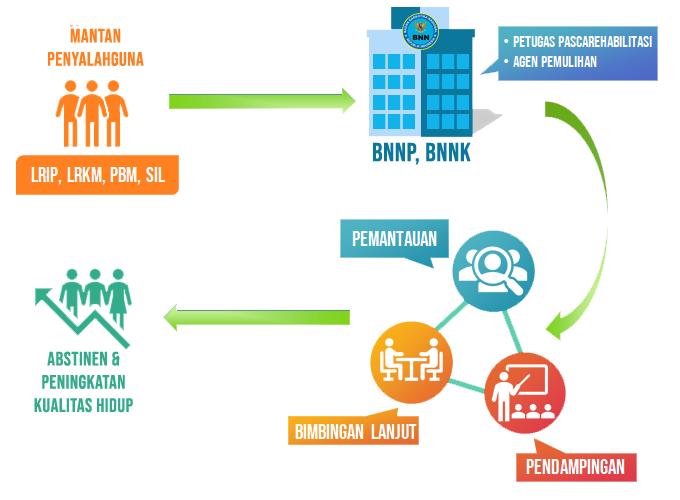 MANTAN
PENYALAHGUNA
LRIP, LRKM, PBM, SIL
BNN
BNNP, BNNK
• PETUGAS PASCAREHABILITASI
• AGEN PEMULIHAN
PEMANTAUAN
BIMBINGAN LANJUT
PENDAMPINGAN
ABSTINEN &
PENINGKATAN
KUALITAS HIDUP